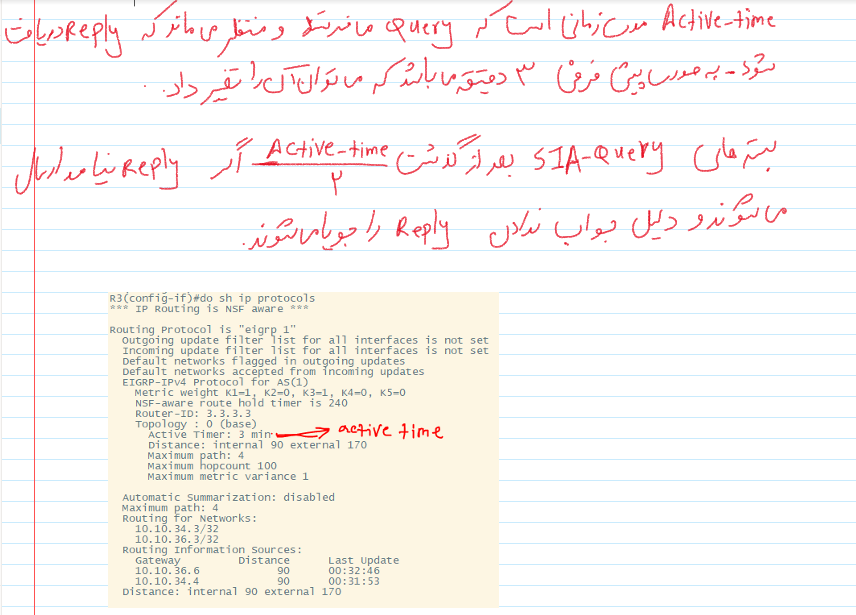 Active-time مدت زمانی است که Query میفرستد و منتظر می ماند که Reply دریافت
شود - به صورت پیش فرض ۳ دقیقه می باشد که می توان آن را تغییر داد.
بسته های SIA-Query بعد از گذشت Active-time / ۲ اگر Reply نیامد ارسال
می شوند و دلیل جواب ندادن Reply را جویا می شوند.
R3(config-if)#do sh ip protocols
*** IP Routing is NSF aware ***
Routing Protocol is "eigrp 1"
Outgoing update filter list for all interfaces is not set
Incoming update filter list for all interfaces is not set
Default networks flagged in outgoing updates
Default networks accepted from incoming updates
EIGRP-IPv4 Protocol for AS(1)
Metric weight K1=1, K2=0, K3=1, K4=0, K5=0
NSF-aware route hold timer is 240
Router-ID: 3.3.3.3
Topology : 0 (base)
Active Timer: 3 min active time
Distance: internal 90 external 170
Maximum path: 4
Maximum hopcount 100
Maximum metric variance 1
Automatic Summarization: disabled
Maximum path: 4
Routing for Networks:
10.10.34.3/32
10.10.36.3/32
Routing Information Sources:
Gateway Distance Last Update
10.10.36.6 90 00:32:46
10.10.34.4 90 00:31:53
Distance: internal 90 external 170